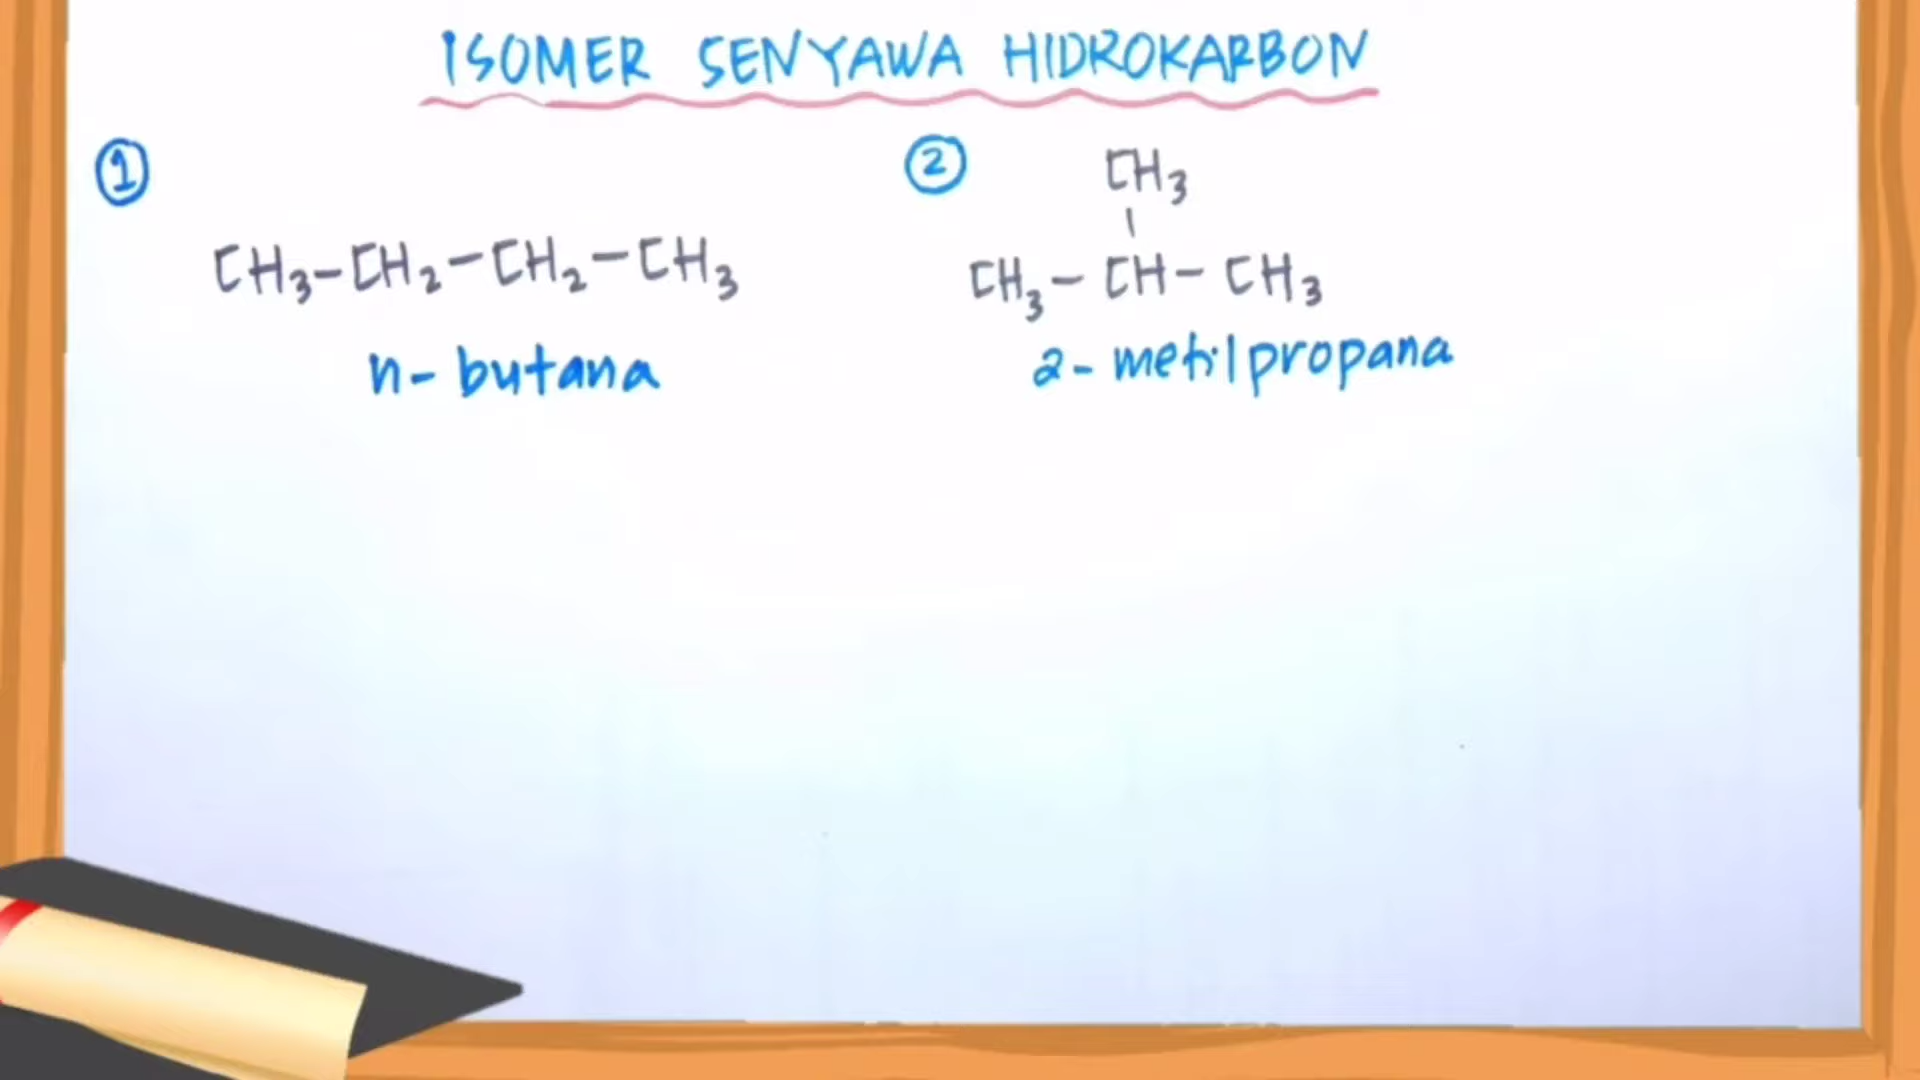 ISOMER SENYAWA HIDROKARBON
1
CH3-CH2-CH2-CH3
n-butana
2
CH3
|
CH3-CH-CH3
2-metilpropana